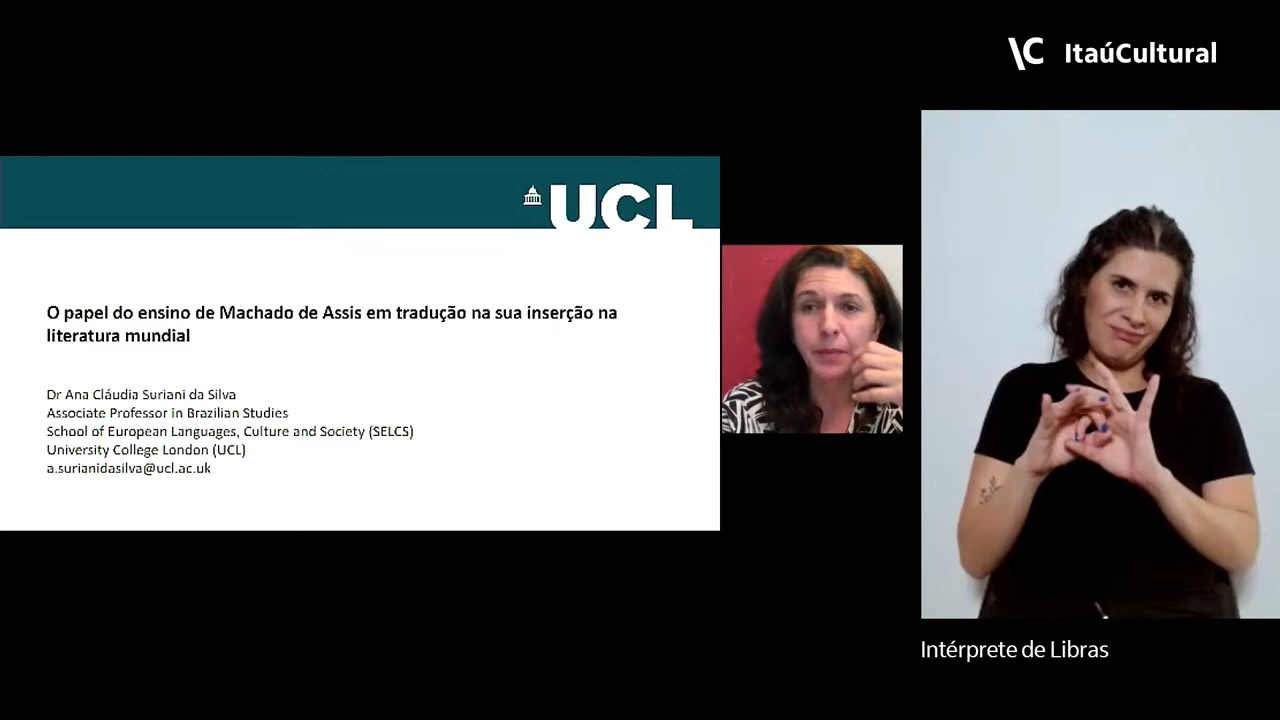 \C ItaúCultural
UCL
O papel do ensino de Machado de Assis em tradução na sua inserção na
literatura mundial
Dr Ana Cláudia Suriani da Silva
Associate Professor in Brazilian Studies
School of European Languages, Culture and Society (SELCS)
University College London (UCL)
a.surianidasilva@ucl.ac.uk
Intérprete de Libras